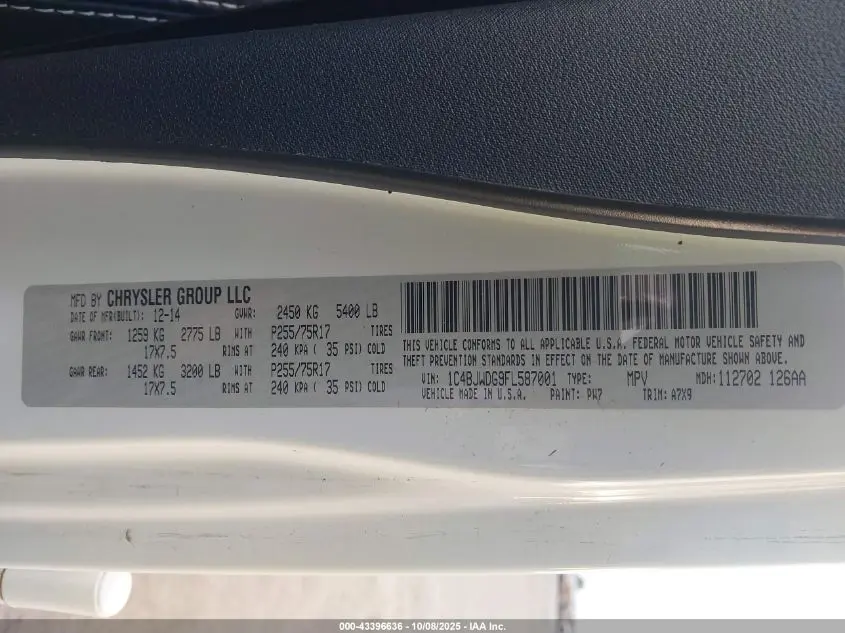 MFD BY CHRYSLER GROUP LLC
DATE OF MFR(BUILT): 12-14 GVWR: 2450 KG 5400 LB
GAWR FRONT: 1259 KG 2775 LB WITH P255/75R17 TIRES
17X7.5 RIMS AT 240 KPA ( 35 PSI) COLD
GAWR REAR: 1452 KG 3200 LB WITH P255/75R17 TIRES
17X7.5 RIMS AT 240 KPA ( 35 PSI) COLD
THIS VEHICLE CONFORMS TO ALL APPLICABLE U.S.A. FEDERAL MOTOR VEHICLE SAFETY AND
THEFT PREVENTION STANDARDS IN EFFECT ON THE DATE OF MANUFACTURE SHOWN ABOVE.
VIN: 1C4BJWDG9FL587001 TYPE: MPV MDH: 112702 126AA
VEHICLE MADE IN U.S.A. PAINT: PW7 TRIM: A7X9
000-43396636 - 10/08/2025 - IAA Inc.